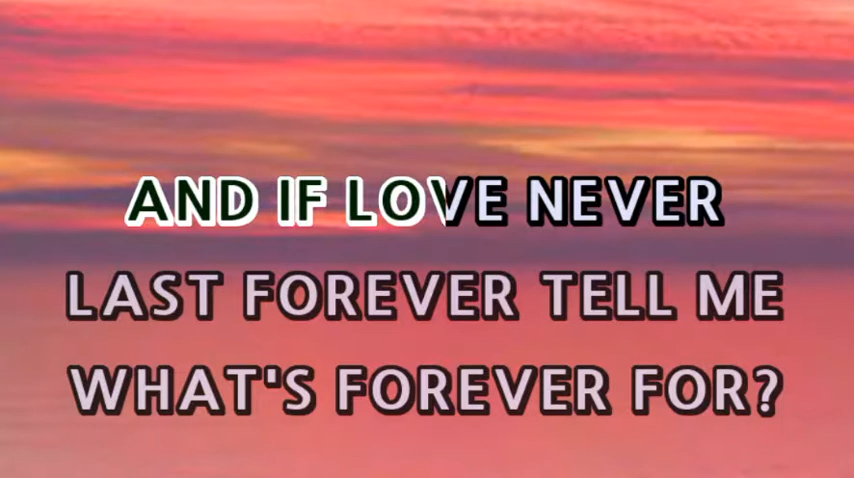 AND IF LOVE NEVER
LAST FOREVER TELL ME
WHAT'S FOREVER FOR?